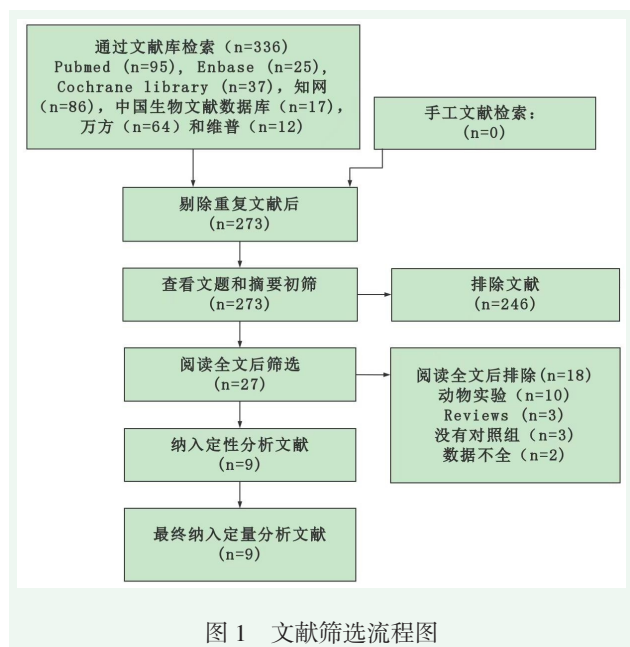 通过文献库检索（n=336）
Pubmed (n=95), Enbase (n=25),
Cochrane library (n=37)，知网
（n=86)，中国生物文献数据库（n=17)，
万方（n=64）和维普（n=12）
手工文献检索：
(n=0)
剔除重复文献后
(n=273)
查看文题和摘要初筛
(n=273)
排除文献
(n=246)
阅读全文后筛选
(n=27)
阅读全文后排除(n=18)
动物实验（n=10)
Reviews (n=3)
没有对照组（n=3)
数据不全（n=2)
纳入定性分析文献
(n=9)
最终纳入定量分析文献
(n=9)
图 1　文献筛选流程图